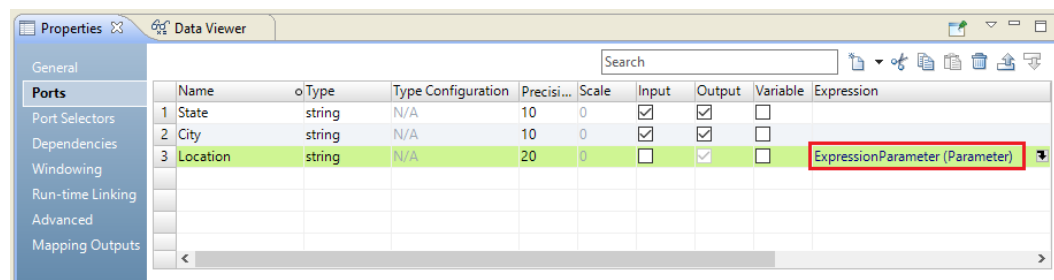 Properties Data Viewer
Search
General
Ports
Port Selectors
Dependencies
Windowing
Run-time Linking
Advanced
Mapping Outputs
Name Type Type Configuration Precisi... Scale Input Output Variable Expression
1 State string N/A 10 0
2 City string N/A 10 0
3 Location string N/A 20 0 ExpressionParameter (Parameter)